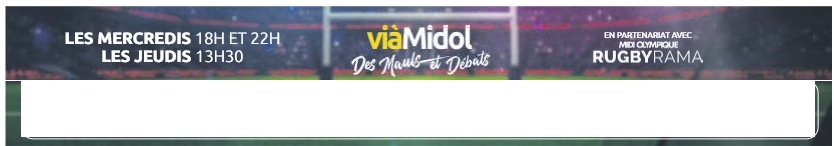 LES MERCREDIS 18H ET 22H
LES JEUDIS 13H30
viàMidol
Des Mauls et Débats
EN PARTENARIAT AVEC
MIDI OLYMPIQUE
RUGBYRAMA